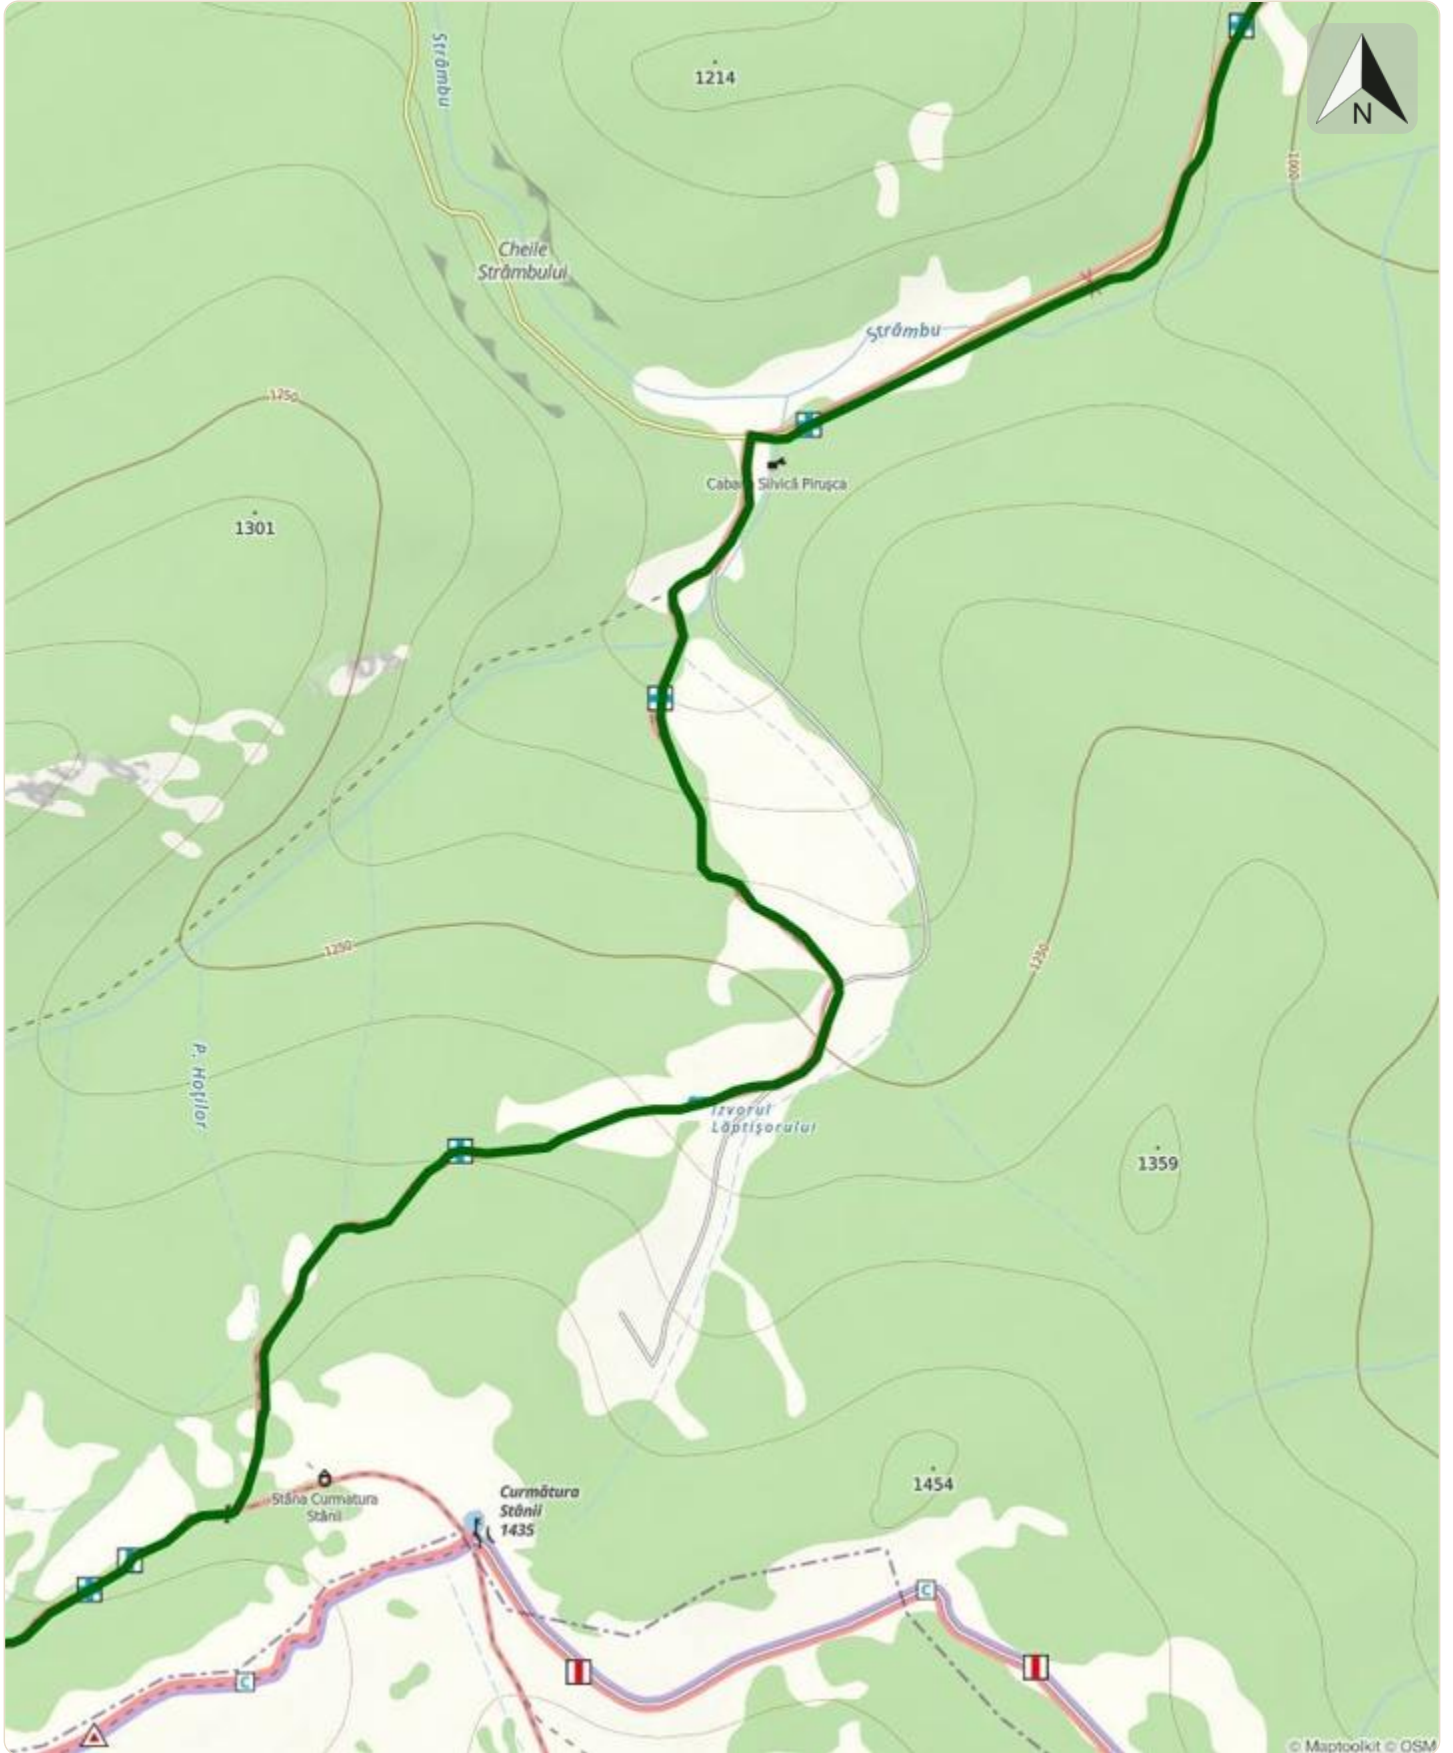 Strâmbu
1214
N
1000
Cheile
Strâmbului
Strâmbu
1250
Silvică Pirușca
1301
1250
1250
P. Hoților
Izvorul
Lăptișorului
1359
1454
Stâna Curmatura
Stânii
Curmătura
Stânii
1435
C
C
© Maptoolkit © OSM